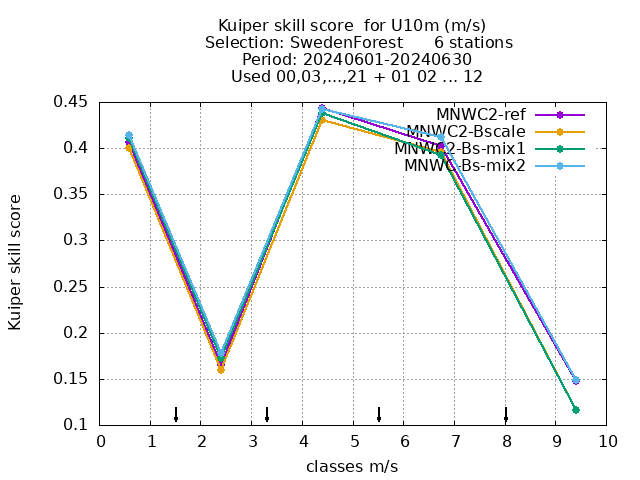 Kuiper skill score  for U10m (m/s)
Selection: SwedenForest      6 stations
Period: 20240601-20240630
Used 00,03,...,21 + 01 02 ... 12
0.45
0.4
0.35
0.3
0.25
0.2
0.15
0.1
Kuiper skill score
MNWC2-ref
MNWC2-Bscale
MNWC2-Bs-mix1
MNWC-Bs-mix2
0 1 2 3 4 5 6 7 8 9 10
classes m/s